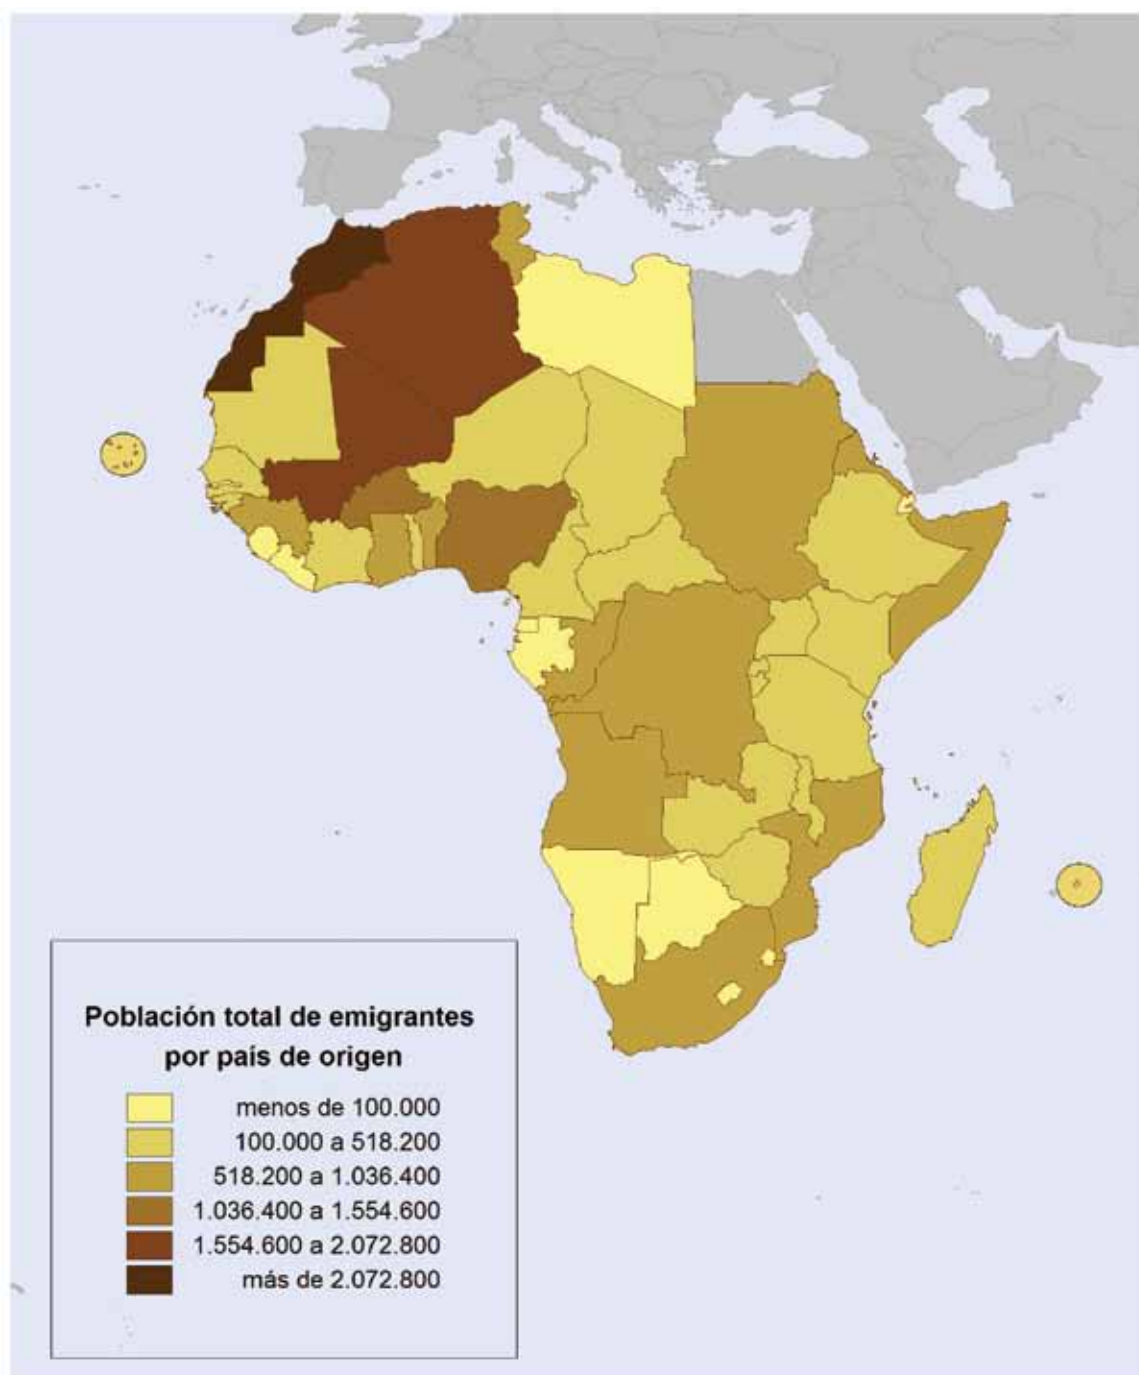 Población total de emigrantes
por país de origen
menos de 100.000
100.000 a 518.200
518.200 a 1.036.400
1.036.400 a 1.554.600
1.554.600 a 2.072.800
más de 2.072.800